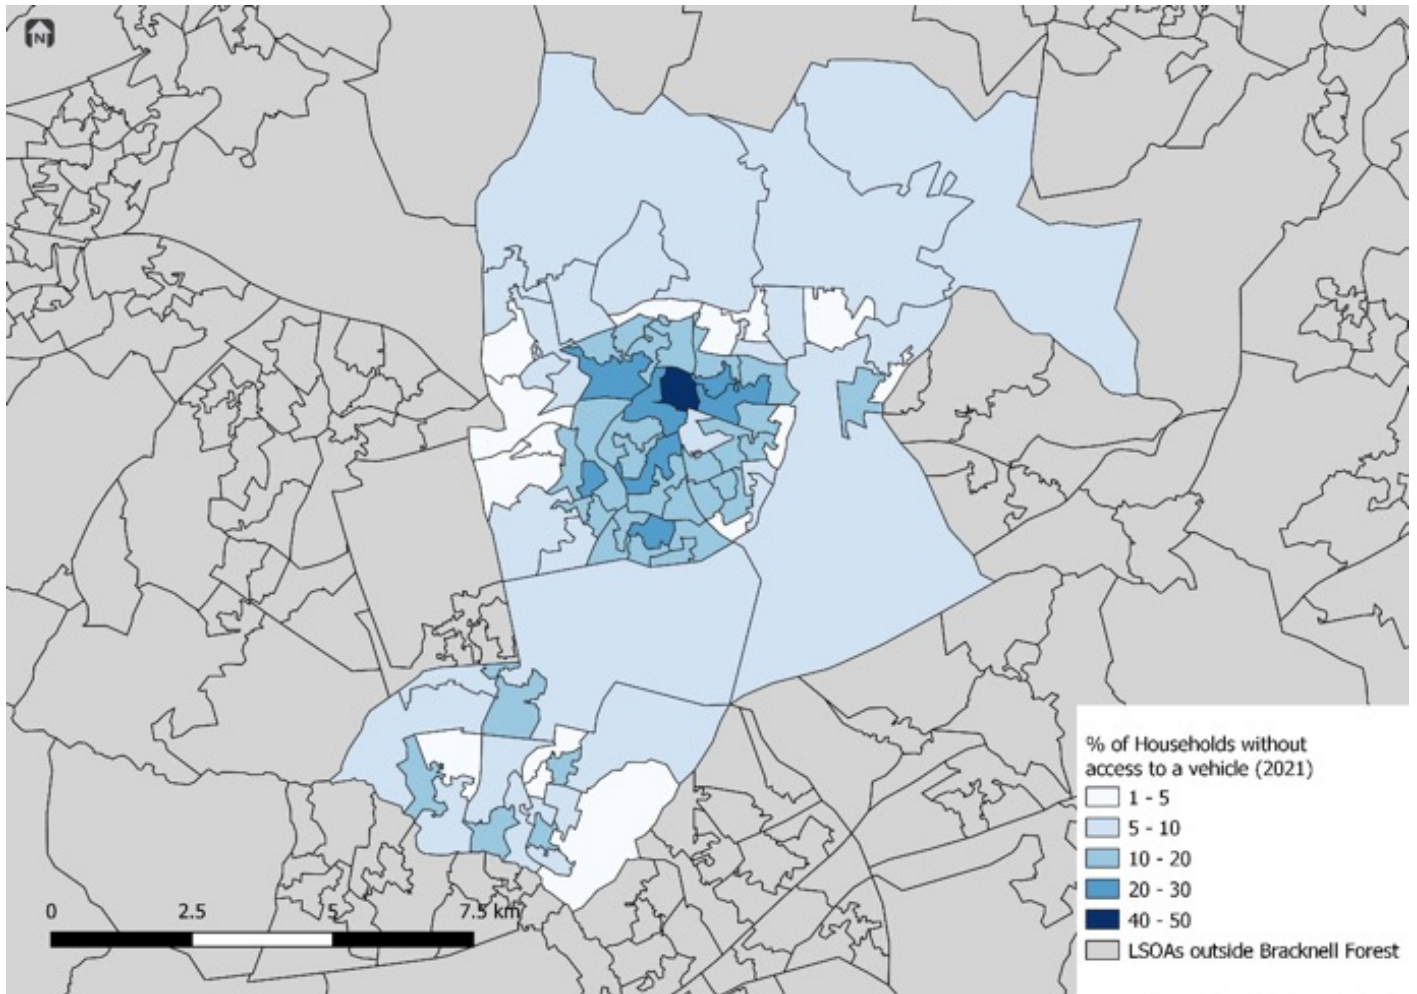 N
% of Households without
access to a vehicle (2021)
1 - 5
5 - 10
10 - 20
20 - 30
40 - 50
LSOAs outside Bracknell Forest
0 2.5 5 7.5 km